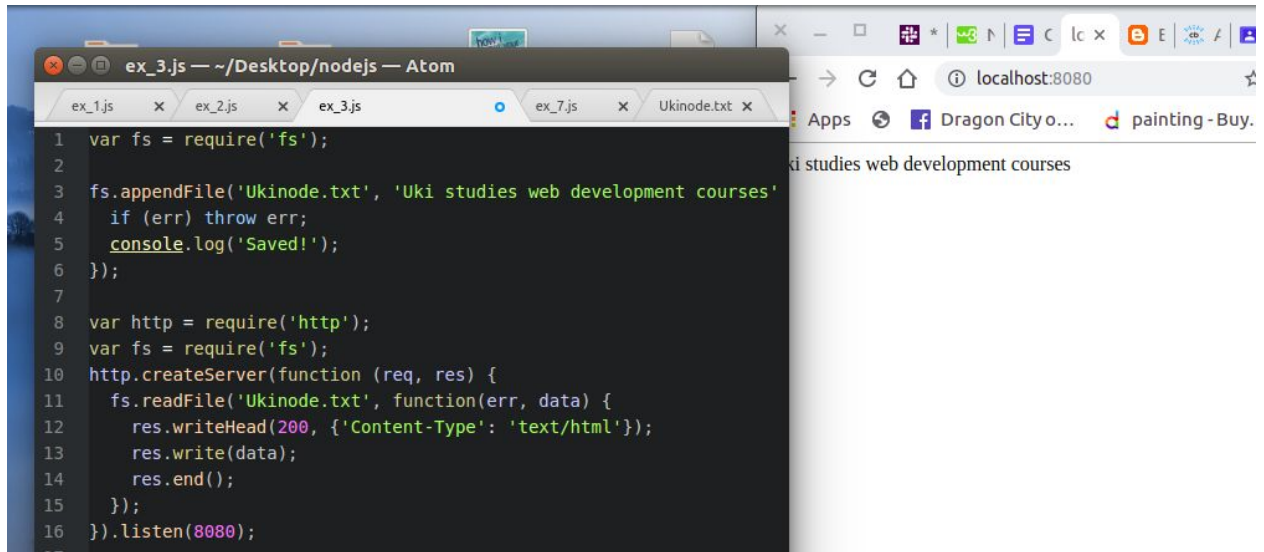 ex_3.js — ~/Desktop/nodejs — Atom
ex_1.js ex_2.js ex_3.js ex_7.js Ukinode.txt
1 var fs = require('fs');
2
3 fs.appendFile('Ukinode.txt', 'Uki studies web development courses'
4 if (err) throw err;
5 console.log('Saved!');
6 });
7
8 var http = require('http');
9 var fs = require('fs');
10 http.createServer(function (req, res) {
11 fs.readFile('Ukinode.txt', function(err, data) {
12 res.writeHead(200, {'Content-Type': 'text/html'});
13 res.write(data);
14 res.end();
15 });
16 }).listen(8080);
localhost:8080
Apps Dragon City o... painting - Buy.
ki studies web development courses